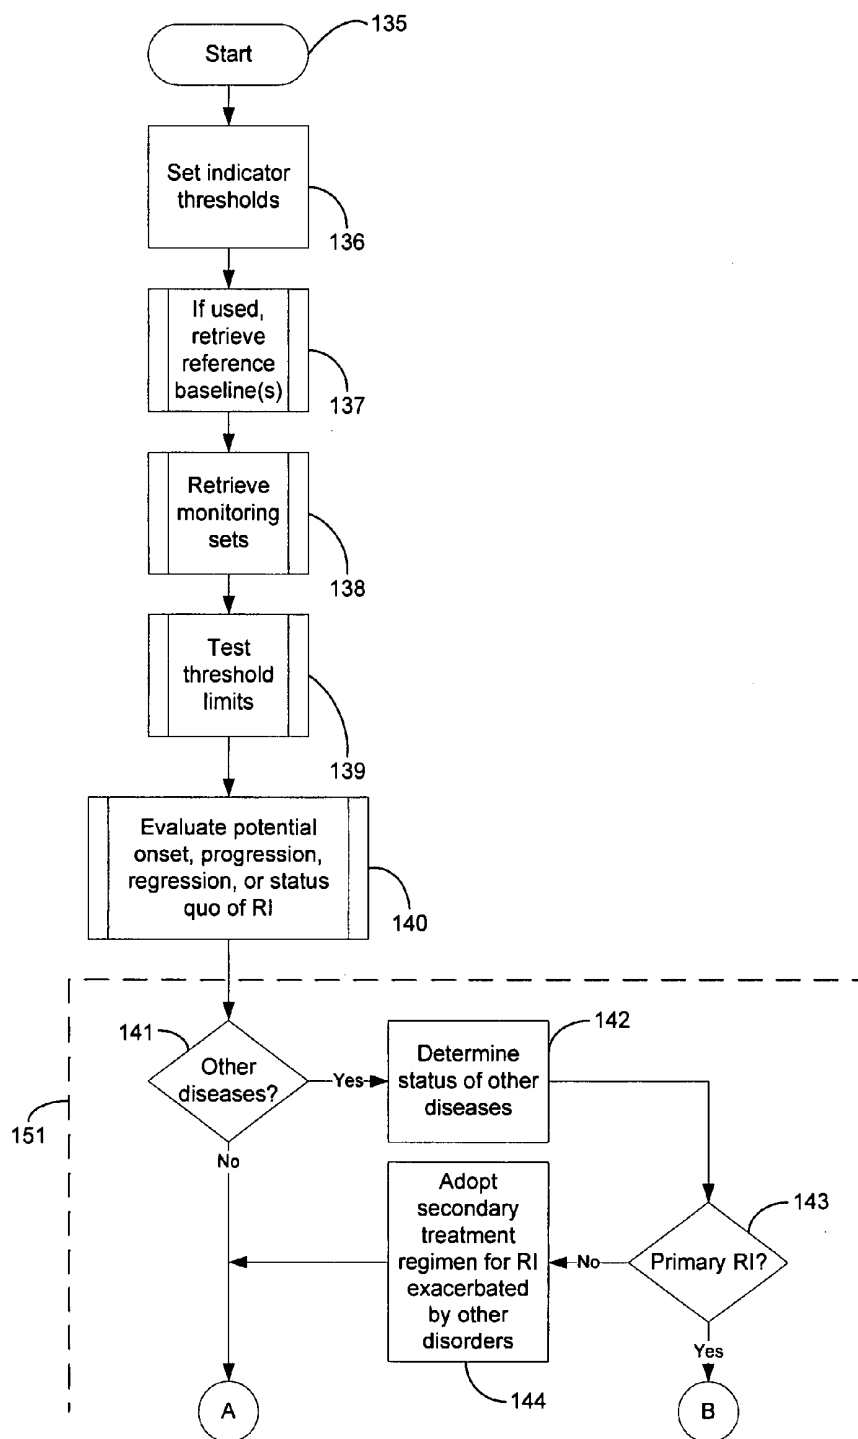 135
Start
Set indicator
thresholds
136
If used,
retrieve
reference
baseline(s)
137
Retrieve
monitoring
sets
138
Test
threshold
limits
139
Evaluate potential
onset, progression,
regression, or status
quo of RI
140
141
Other
diseases?
Yes
No
142
Determine
status of other
diseases
151
143
Primary RI?
No
Yes
Adopt
secondary
treatment
regimen for RI
exacerbated
by other
disorders
144
A
B